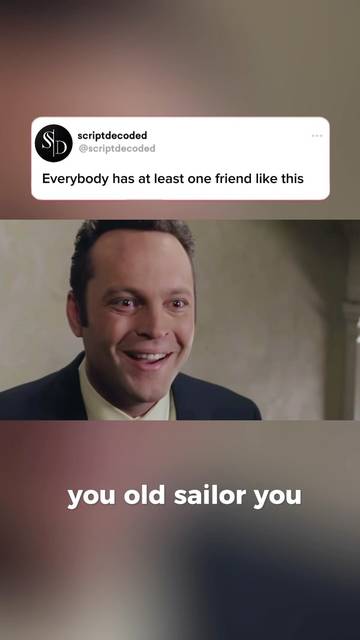 SD
scriptdecoded
@scriptdecoded
Everybody has at least one friend like this
you old sailor you